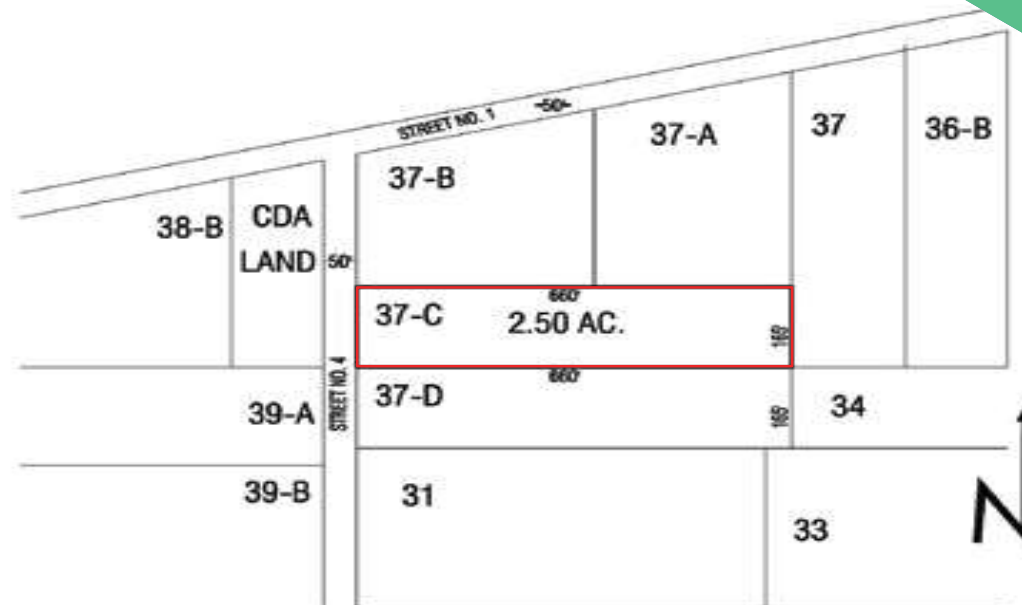 STREET NO. 1
50'
37-A
37
36-B
37-B
38-B
CDA
LAND
50'
660'
37-C
2.50 AC.
165'
660'
STREET NO. 4
37-D
165'
39-A
34
39-B
31
33
N